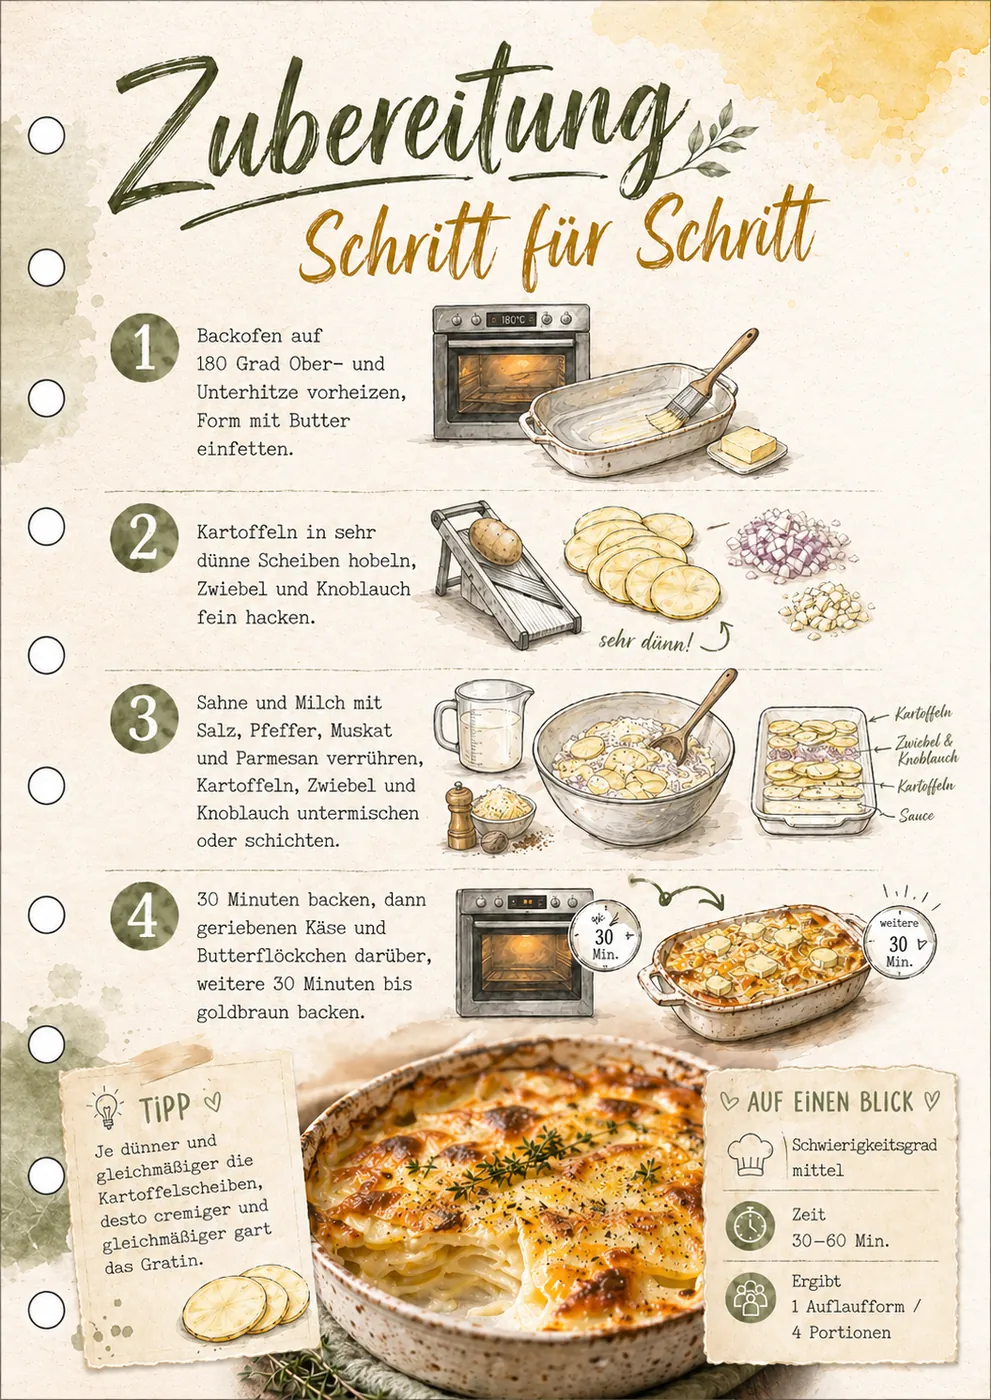 Zubereitung
Schritt für Schritt
1
Backofen auf
180 Grad Ober- und
Unterhitze vorheizen,
Form mit Butter
einfetten.
180°C
2
Kartoffeln in sehr
dünne Scheiben hobeln,
Zwiebel und Knoblauch
fein hacken.
sehr dünn!
3
Sahne und Milch mit
Salz, Pfeffer, Muskat
und Parmesan verrühren,
Kartoffeln, Zwiebel und
Knoblauch untermischen
oder schichten.
Kartoffeln
Zwiebel &
Knoblauch
Kartoffeln
Sauce
4
30 Minuten backen, dann
geriebenen Käse und
Butterflöckchen darüber,
weitere 30 Minuten bis
goldbraun backen.
30
Min.
weitere
30
Min.
TiPP
Je dünner und
gleichmäßiger die
Kartoffelscheiben,
desto cremiger und
gleichmäßiger gart
das Gratin.
AUF EiNEN BLiCK
Schwierigkeitsgrad
mittel
Zeit
30–60 Min.
Ergibt
1 Auflaufform /
4 Portionen